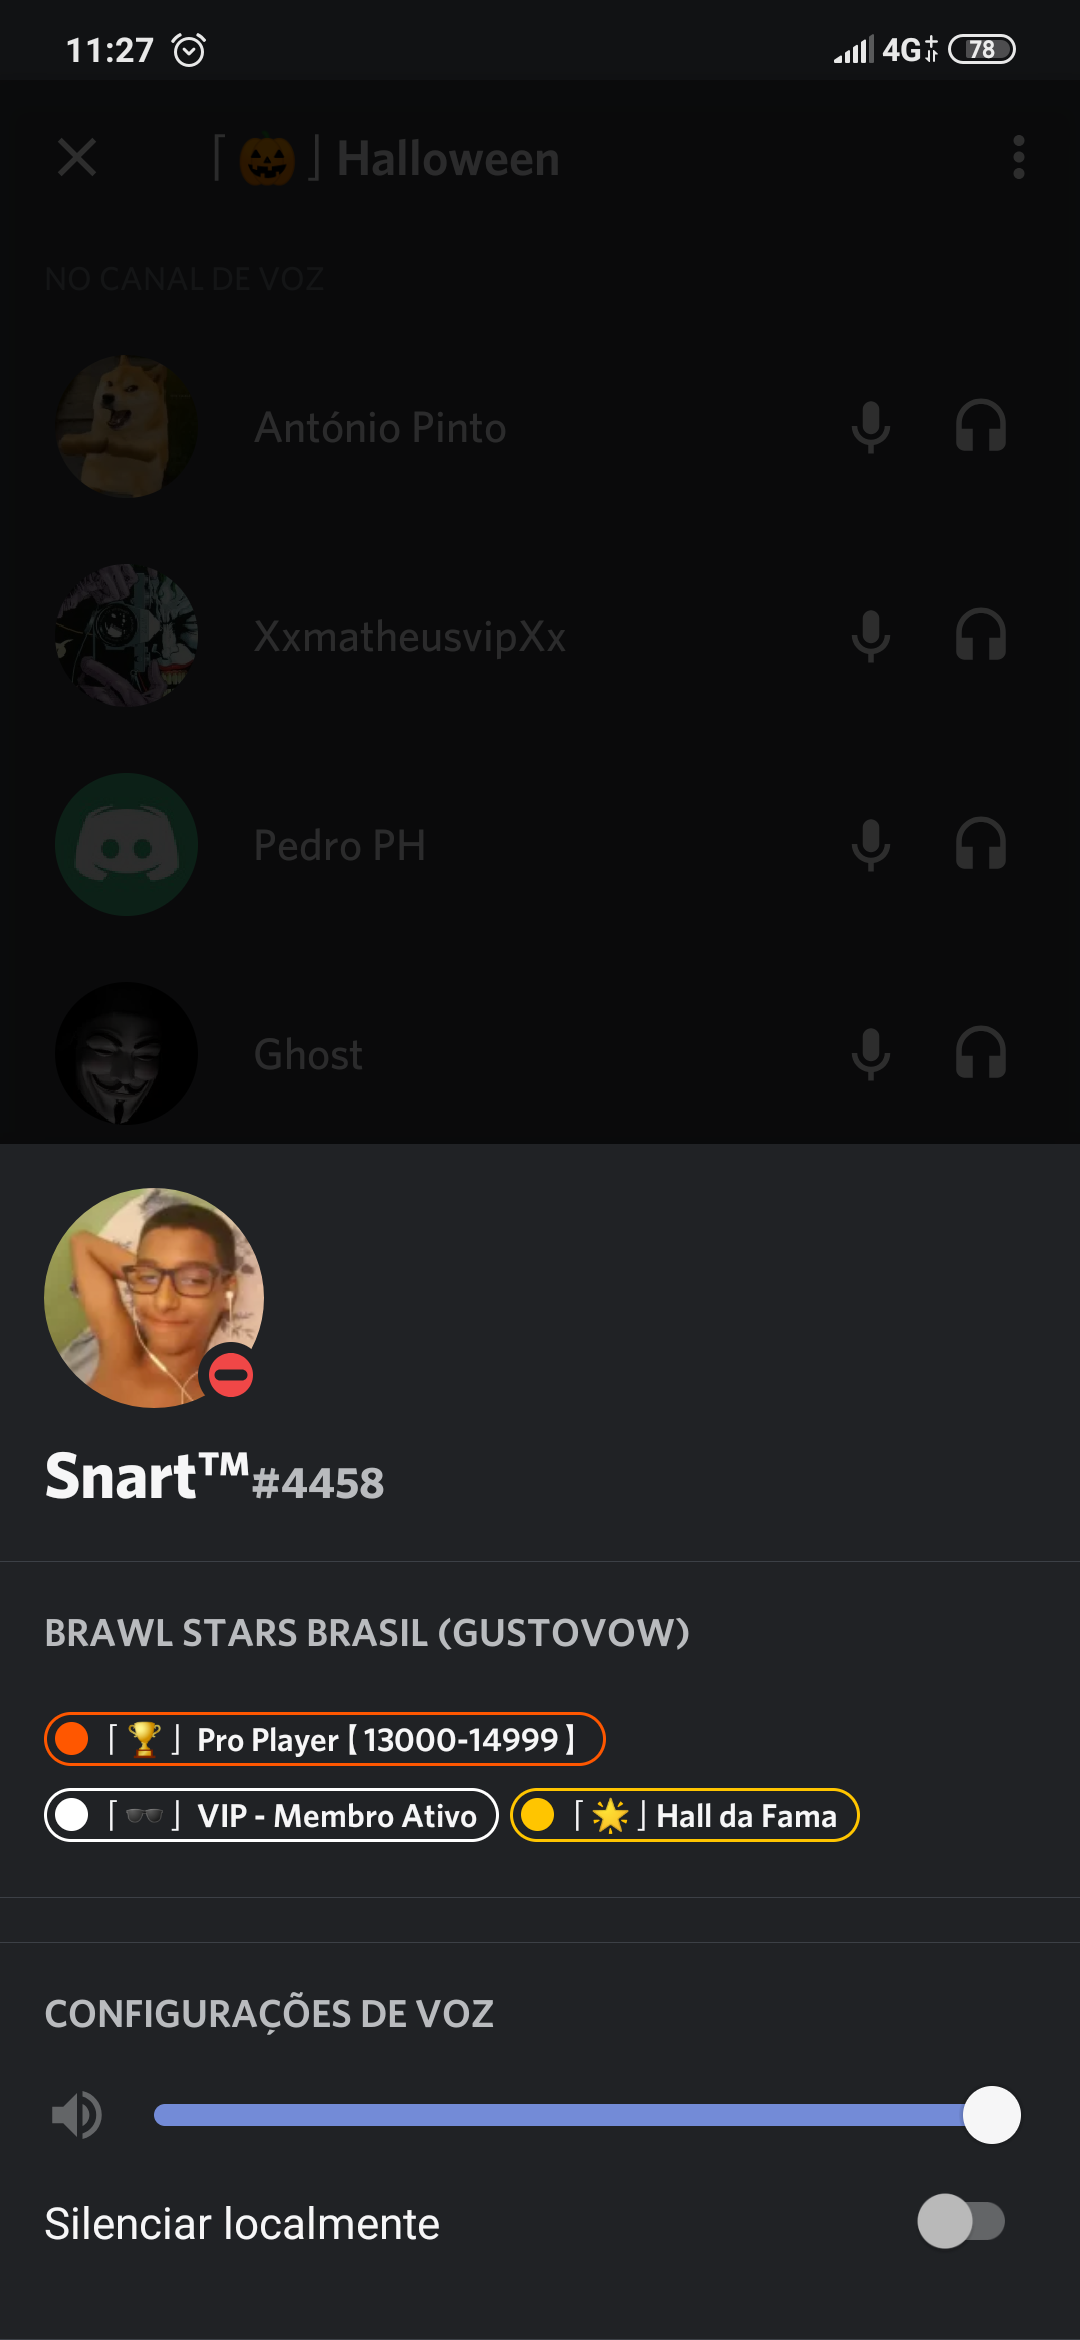 11:27 4G 78
「🎃」Halloween
NO CANAL DE VOZ
António Pinto
XxmatheusvipXx
Pedro PH
Ghost
Snart™#4458
BRAWL STARS BRASIL (GUSTOVOW)
「🏆」Pro Player【13000-14999】
「🕶️」VIP - Membro Ativo 「🌟」Hall da Fama
CONFIGURAÇÕES DE VOZ
Silenciar localmente